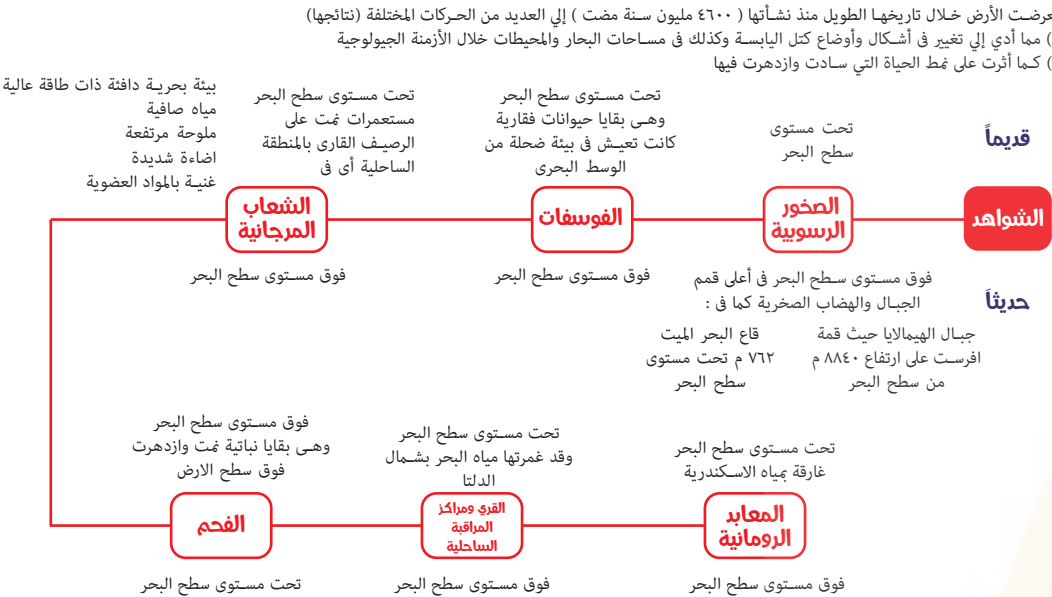 عرضت الأرض خلال تاريخها الطويل منذ نشأتها ( ٤٦٠٠ مليون سنة مضت ) إلي العديد من الحركات المختلفة (نتائجها)
) مما أدي إلي تغيير فى أشكال وأوضاع كتل اليابسة وكذلك فى مساحات البحار والمحيطات خلال الأزمنة الجيولوجية
) كما أثرت على نمط الحياة التي سادت وازدهرت فيها
قديماً
تحت مستوى
سطح البحر
تحت مستوى سطح البحر
وهى بقايا حيوانات فقارية
كانت تعيش فى بيئة ضحلة من
الوسط البحرى
تحت مستوى سطح البحر
مستعمرات نمت على
الرصيف القارى بالمنطقة
الساحلية أى فى
بيئة بحرية دافئة ذات طاقة عالية
مياه صافية
ملوحة مرتفعة
اضاءة شديدة
غنية بالمواد العضوية
الشواهد
الصخور
الرسوبية
الفوسفات
الشعاب
المرجانية
حديثاً
فوق مستوى سطح البحر فى أعلى قمم
الجبال والهضاب الصخرية كما فى :
جبال الهيمالايا حيث قمة
افرست على ارتفاع ٨٨٤٠ م
من سطح البحر
قاع البحر الميت
٧٦٢ م تحت مستوى
سطح البحر
فوق مستوى سطح البحر
فوق مستوى سطح البحر
تحت مستوى سطح البحر
غارقة بمياه الاسكندرية
تحت مستوى سطح البحر
وقد غمرتها مياه البحر بشمال
الدلتا
فوق مستوى سطح البحر
وهى بقايا نباتية نمت وازدهرت
فوق سطح الارض
المعابد
الرومانية
القري ومراكز
المراقبة
الساحلية
الفحم
فوق مستوى سطح البحر
فوق مستوى سطح البحر
تحت مستوى سطح البحر